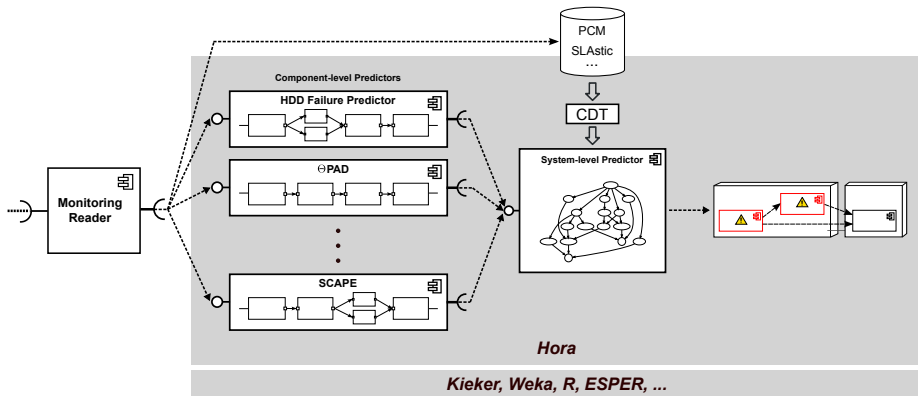 PCM
SLAstic
...
Component-level Predictors
HDD Failure Predictor
CDT
System-level Predictor
ΘPAD
Monitoring
Reader
SCAPE
Hora
Kieker, Weka, R, ESPER, ...